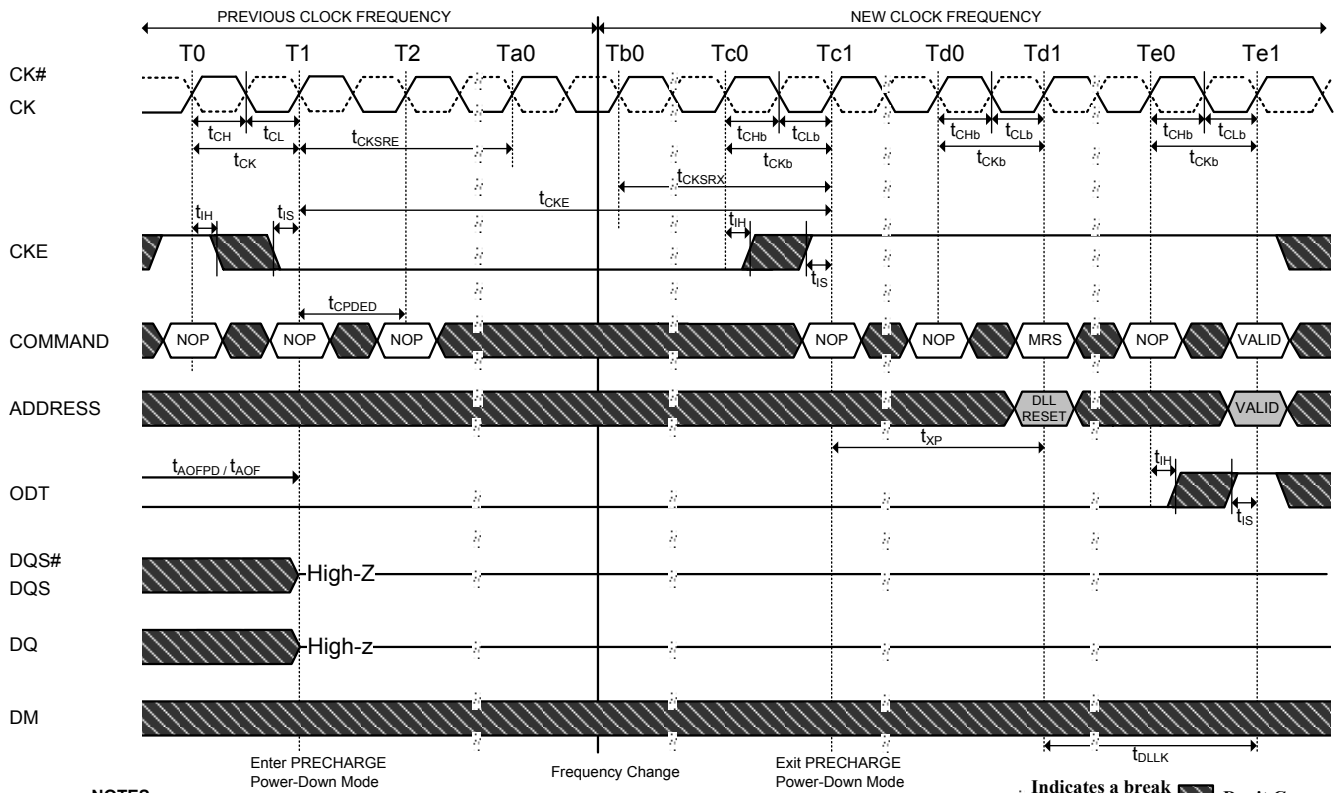 PREVIOUS CLOCK FREQUENCY NEW CLOCK FREQUENCY
T0 T1 T2 Ta0 Tb0 Tc0 Tc1 Td0 Td1 Te0 Te1
CK#
CK
tCH tCL tCHb tCLb tCHb tCLb tCHb tCLb
tCK tCKSRE tCKb tCKb tCKb
tCKSRX
tCKE
tIH tIS tIH
CKE
tIS
tCPDED
COMMAND NOP NOP NOP NOP NOP MRS NOP VALID
ADDRESS DLL RESET VALID
tXP
tAOFPD / tAOF tIH
ODT
tIS
DQS# High-Z
DQS
DQ High-z
DM
tDLLK
Enter PRECHARGE Power-Down Mode
Frequency Change
Exit PRECHARGE Power-Down Mode
Indicates a break